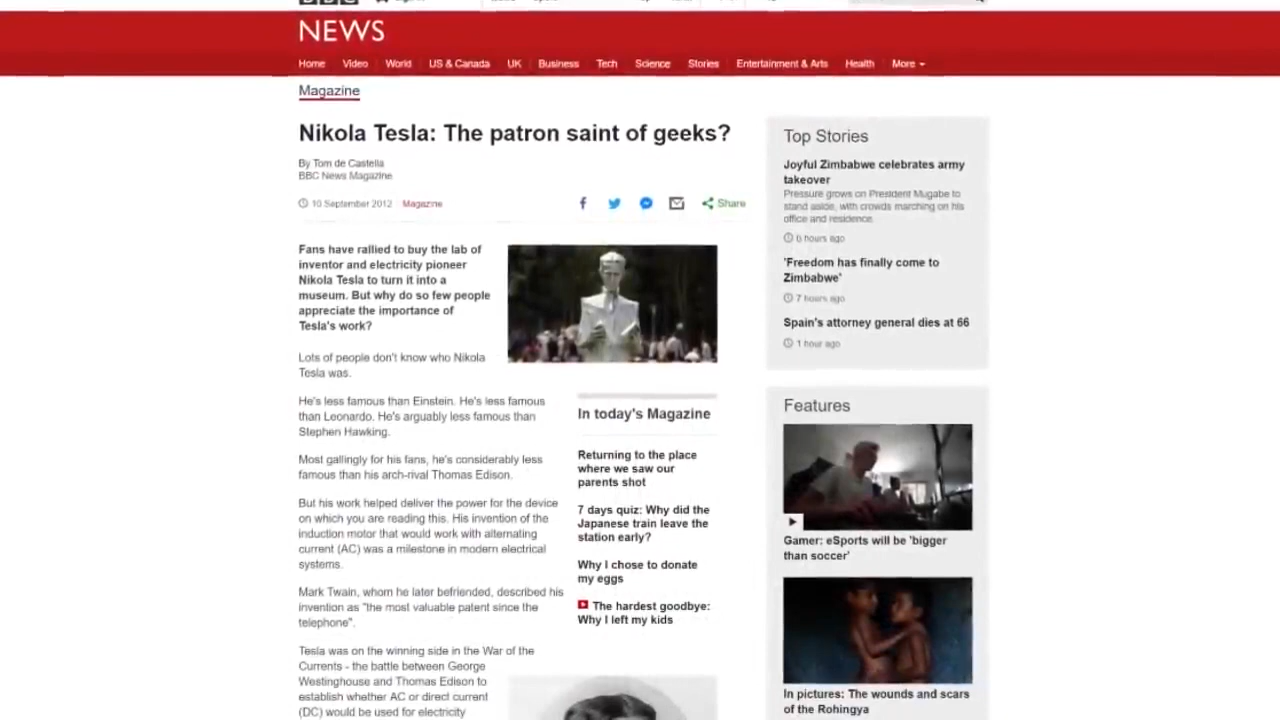 NEWS
Home Video World US & Canada UK Business Tech Science Stories Entertainment & Arts Health More
Magazine
Nikola Tesla: The patron saint of geeks?
By Tom de Castella
BBC News Magazine
10 September 2012 Magazine
Share
Fans have rallied to buy the lab of
inventor and electricity pioneer
Nikola Tesla to turn it into a
museum. But why do so few people
appreciate the importance of
Tesla's work?
Lots of people don't know who Nikola
Tesla was.
He's less famous than Einstein. He's less famous
than Leonardo. He's arguably less famous than
Stephen Hawking.
Most gallingly for his fans, he's considerably less
famous than his arch-rival Thomas Edison.
But his work helped deliver the power for the device
on which you are reading this. His invention of the
induction motor that would work with alternating
current (AC) was a milestone in modern electrical
systems.
Mark Twain, whom he later befriended, described his
invention as "the most valuable patent since the
telephone".
Tesla was on the winning side in the War of the
Currents - the battle between George
Westinghouse and Thomas Edison to
establish whether AC or direct current
(DC) would be used for electricity
In today's Magazine
Returning to the place
where we saw our
parents shot
7 days quiz: Why did the
Japanese train leave the
station early?
Why I chose to donate
my eggs
The hardest goodbye:
Why I left my kids
Top Stories
Joyful Zimbabwe celebrates army
takeover
Pressure grows on President Mugabe to
stand aside, with crowds marching on his
office and residence.
6 hours ago
'Freedom has finally come to
Zimbabwe'
7 hours ago
Spain's attorney general dies at 66
1 hour ago
Features
Gamer: eSports will be 'bigger
than soccer'
In pictures: The wounds and scars
of the Rohingya